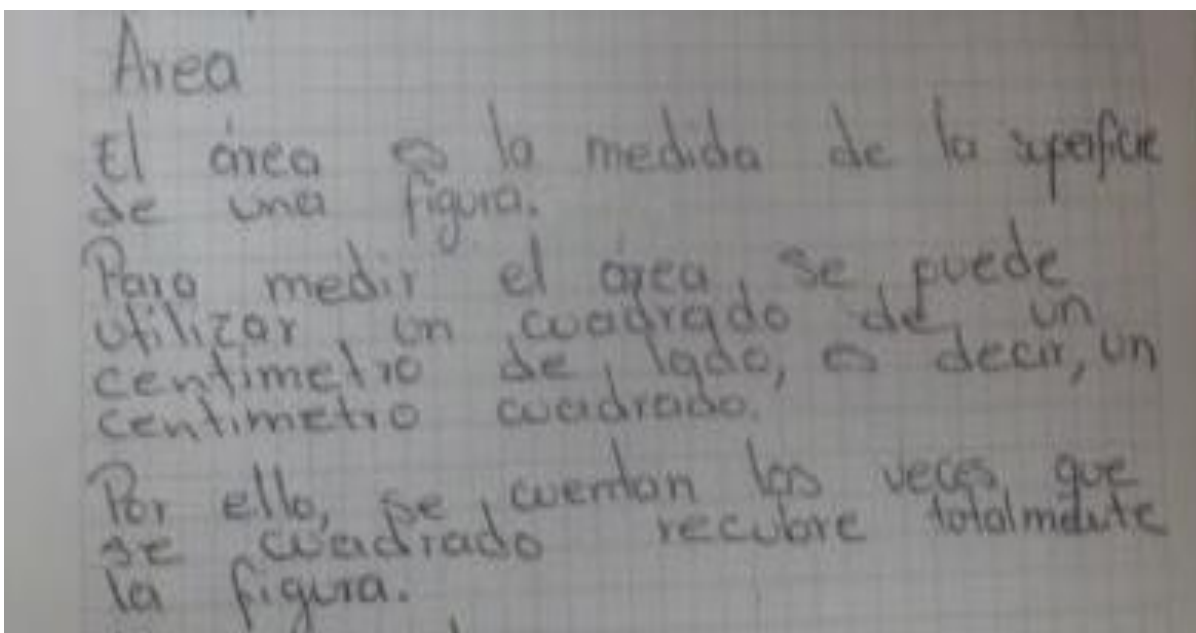 Area
El área es la medida de la superficie
de una figura.
Para medir el área, se puede
utilizar un cuadrado de un
centimetro de lado, es decir, un
centimetro cuadrado.
Por ello, se cuentan las veces que
se cuadrado recubre totalmente
la figura.